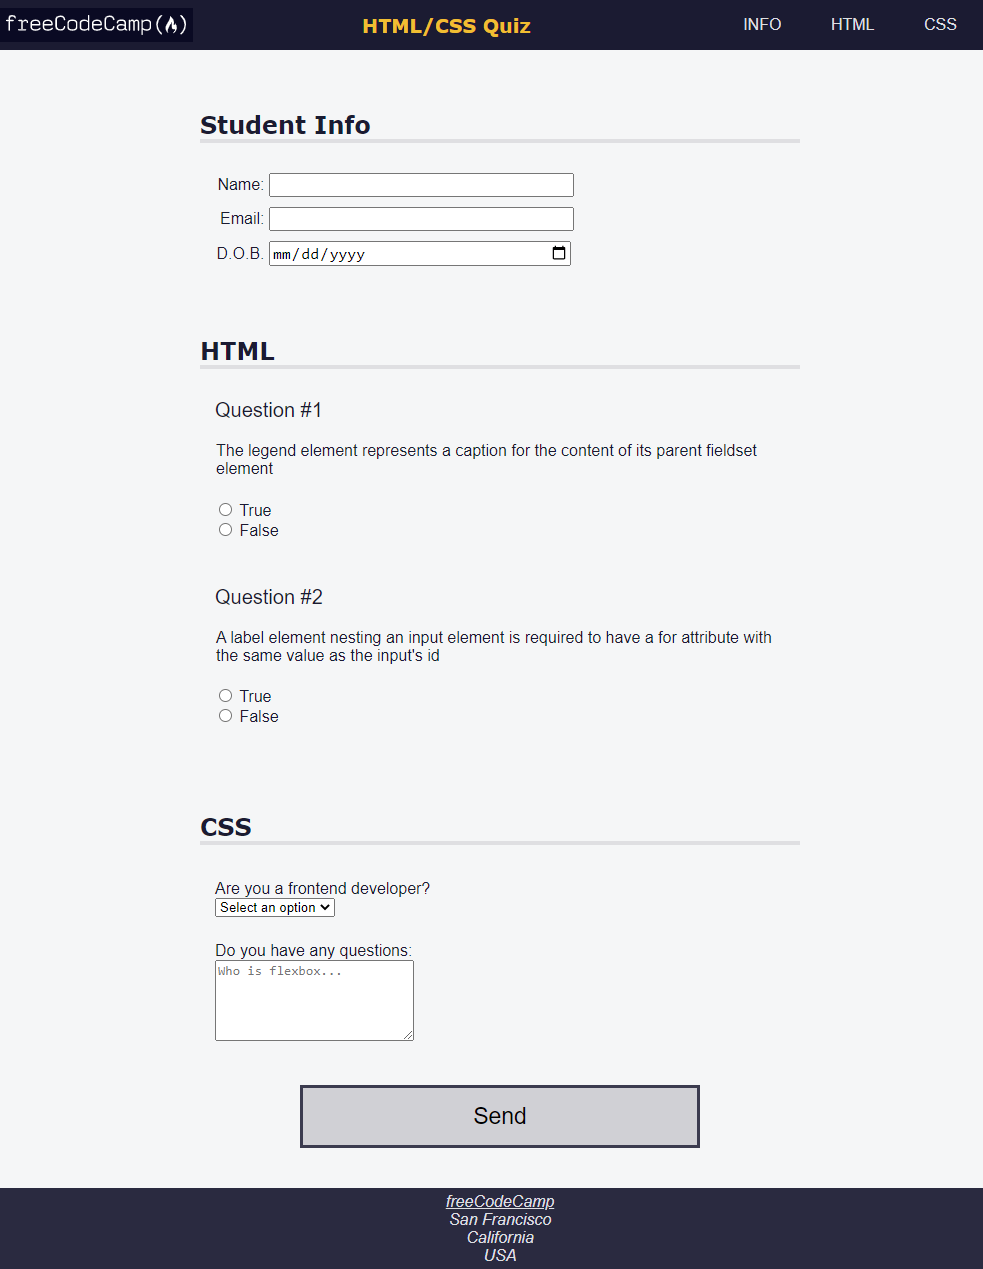 freeCodeCamp
HTML/CSS Quiz
INFO
HTML
CSS
Student Info
Name:
Email:
D.O.B.
mm/dd/yyyy
HTML
Question #1
The legend element represents a caption for the content of its parent fieldset
element
True
False
Question #2
A label element nesting an input element is required to have a for attribute with
the same value as the input's id
True
False
CSS
Are you a frontend developer?
Select an option
Do you have any questions:
Who is flexbox...
Send
freeCodeCamp
San Francisco
California
USA